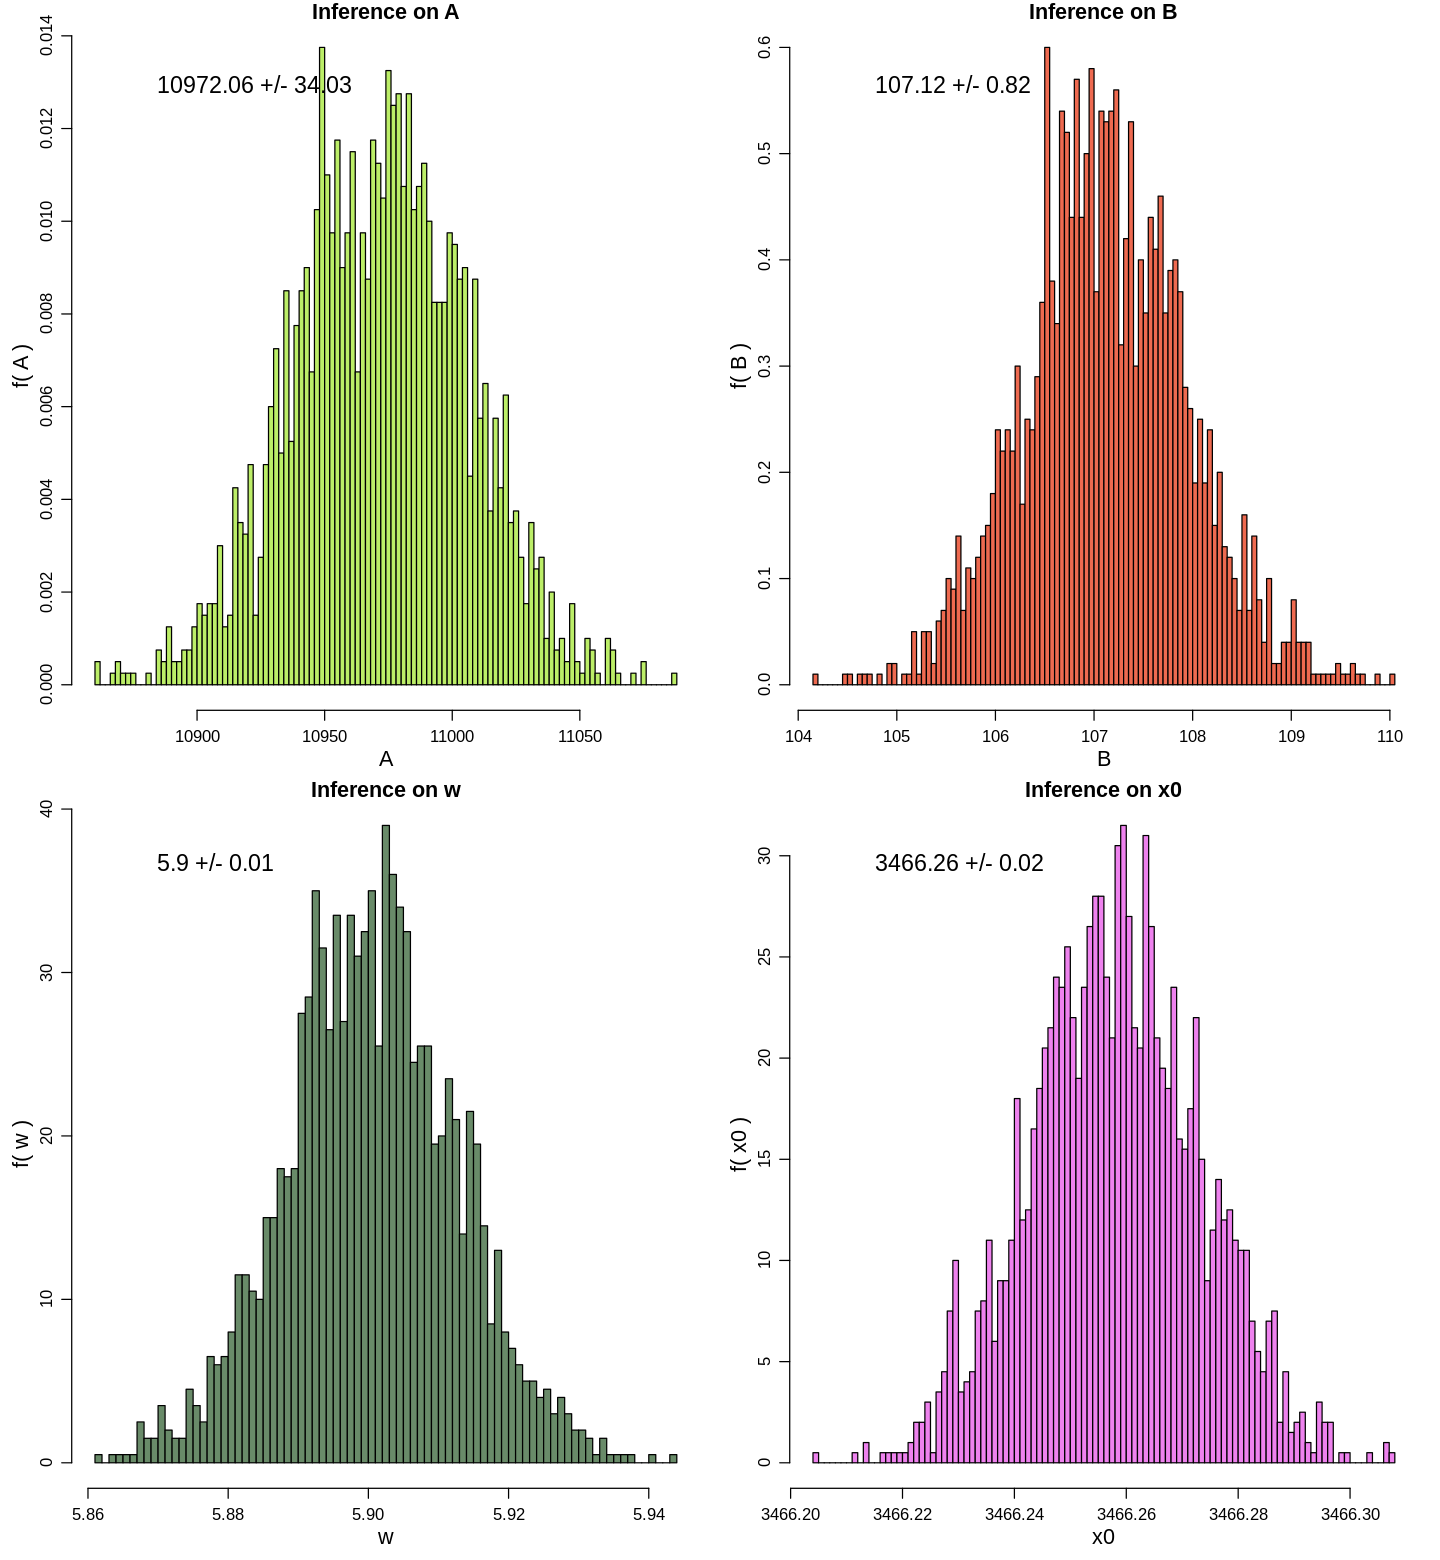 Inference on A
10972.06 +/- 34.03
f( A )
0.014
0.012
0.010
0.008
0.006
0.004
0.002
0.000
10900 10950 11000 11050
A
Inference on B
107.12 +/- 0.82
f( B )
0.6
0.5
0.4
0.3
0.2
0.1
0.0
104 105 106 107 108 109 110
B
Inference on w
5.9 +/- 0.01
f( w )
40
30
20
10
0
5.86 5.88 5.90 5.92 5.94
w
Inference on x0
3466.26 +/- 0.02
f( x0 )
30
25
20
15
10
5
0
3466.20 3466.22 3466.24 3466.26 3466.28 3466.30
x0